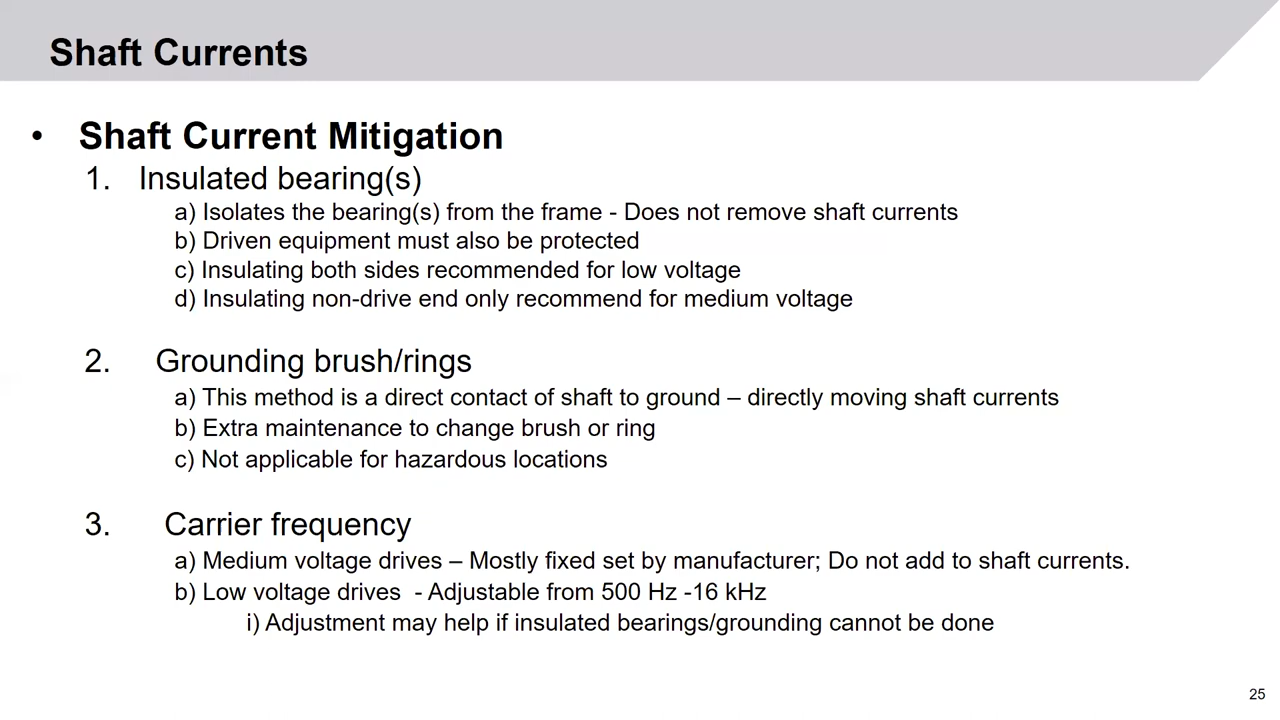 Shaft Currents
• Shaft Current Mitigation
1. Insulated bearing(s)
a) Isolates the bearing(s) from the frame - Does not remove shaft currents
b) Driven equipment must also be protected
c) Insulating both sides recommended for low voltage
d) Insulating non-drive end only recommend for medium voltage
2. Grounding brush/rings
a) This method is a direct contact of shaft to ground – directly moving shaft currents
b) Extra maintenance to change brush or ring
c) Not applicable for hazardous locations
3. Carrier frequency
a) Medium voltage drives – Mostly fixed set by manufacturer; Do not add to shaft currents.
b) Low voltage drives - Adjustable from 500 Hz -16 kHz
i) Adjustment may help if insulated bearings/grounding cannot be done
25